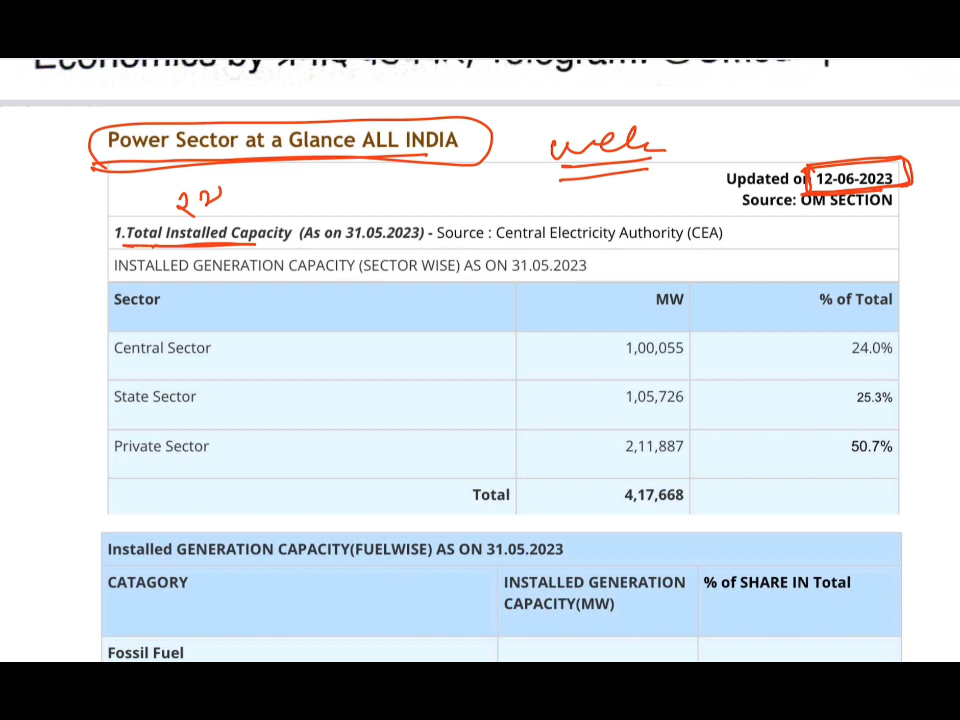 Economics by
Power Sector at a Glance ALL INDIA
Updated on 12-06-2023
Source: OM SECTION
1.Total Installed Capacity (As on 31.05.2023) - Source : Central Electricity Authority (CEA)
INSTALLED GENERATION CAPACITY (SECTOR WISE) AS ON 31.05.2023
Sector MW % of Total
Central Sector 1,00,055 24.0%
State Sector 1,05,726 25.3%
Private Sector 2,11,887 50.7%
Total 4,17,668
Installed GENERATION CAPACITY(FUELWISE) AS ON 31.05.2023
CATAGORY INSTALLED GENERATION % of SHARE IN Total
CAPACITY(MW)
Fossil Fuel